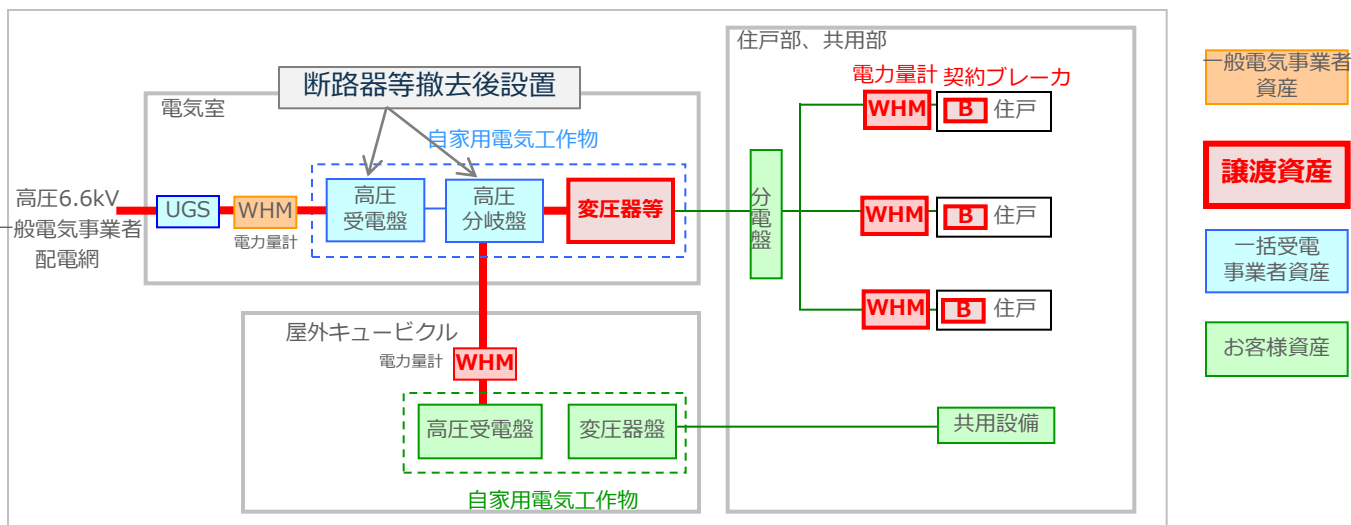 住戸部、共用部
断路器等撤去後設置
電気室
自家用電気工作物
電力量計
契約ブレーカ
WHM
B
住戸
高圧6.6kV
一般電気事業者
配電網
UGS
WHM
電力量計
高圧
受電盤
高圧
分岐盤
変圧器等
分電盤
WHM
B
住戸
WHM
B
住戸
屋外キュービクル
電力量計
WHM
高圧受電盤
変圧器盤
共用設備
自家用電気工作物
一般電気事業者
資産
譲渡資産
一括受電
事業者資産
お客様資産